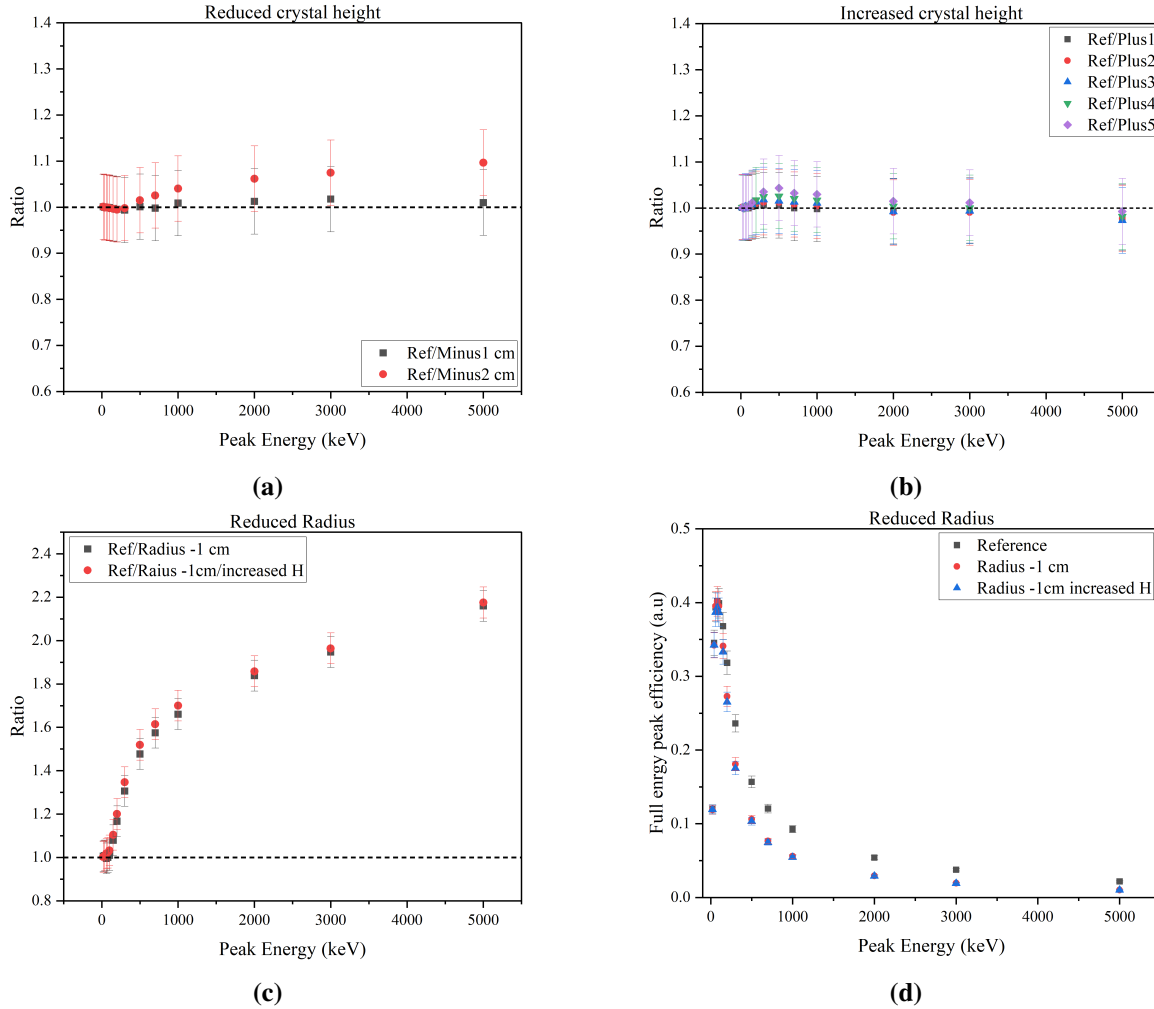 Reduced crystal height
1.4
1.3
1.2
1.1
1.0
0.9
0.8
0.7
0.6
Ratio
Ref/Minus1 cm
Ref/Minus2 cm
0 1000 2000 3000 4000 5000
Peak Energy (keV)
(a)
Increased crystal height
1.4
1.3
1.2
1.1
1.0
0.9
0.8
0.7
0.6
Ratio
Ref/Plus1
Ref/Plus2
Ref/Plus3
Ref/Plus4
Ref/Plus5
0 1000 2000 3000 4000 5000
Peak Energy (keV)
(b)
Reduced Radius
2.4
2.2
2.0
1.8
1.6
1.4
1.2
1.0
0.8
Ratio
Ref/Radius -1 cm
Ref/Raius -1cm/increased H
0 1000 2000 3000 4000 5000
Peak Energy (keV)
(c)
Reduced Radius
0.5
0.4
0.3
0.2
0.1
0.0
Full enrgy peak efficiency (a.u)
Reference
Radius -1 cm
Radius -1cm increased H
0 1000 2000 3000 4000 5000
Peak Energy (keV)
(d)